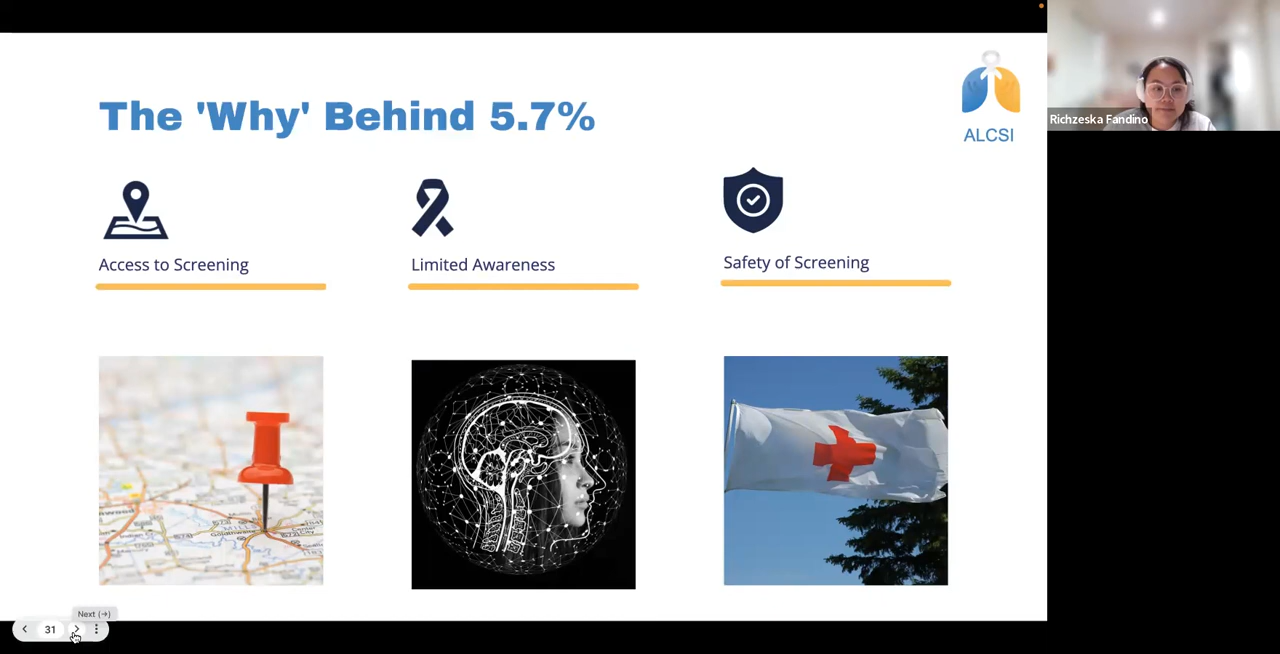 The 'Why' Behind 5.7%
ALCSI
Richzeska Fandino
Access to Screening
Limited Awareness
Safety of Screening
Next (→)
31